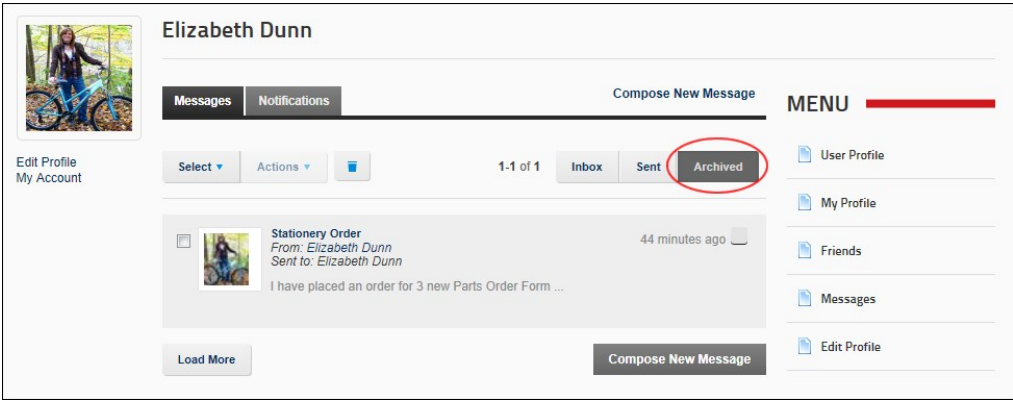 Elizabeth Dunn
Edit Profile
My Account
Messages Notifications Compose New Message
Select Actions 1-1 of 1 Inbox Sent Archived
Stationery Order
From: Elizabeth Dunn
Sent to: Elizabeth Dunn
44 minutes ago
I have placed an order for 3 new Parts Order Form ...
Load More Compose New Message
MENU
User Profile
My Profile
Friends
Messages
Edit Profile